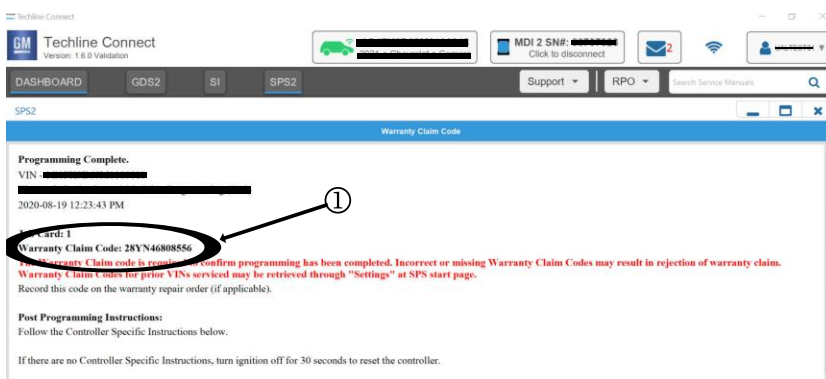 Techline Connect
GM
Techline Connect
Version: 1.6.0 Validation
MDI 2 SN#:
Click to disconnect
2
DASHBOARD GDS2 SI SPS2 Support RPO Search Service Manuals
SPS2
Warranty Claim Code
Programming Complete.
VIN -
2020-08-19 12:23:43 PM
①
Card: 1
Warranty Claim Code: 28YN46808556
Warranty Claim code is required to confirm programming has been completed. Incorrect or missing Warranty Claim Codes may result in rejection of warranty claim.
Warranty Claim Codes for prior VINs serviced may be retrieved through "Settings" at SPS start page.
Record this code on the warranty repair order (if applicable).
Post Programming Instructions:
Follow the Controller Specific Instructions below.
If there are no Controller Specific Instructions, turn ignition off for 30 seconds to reset the controller.